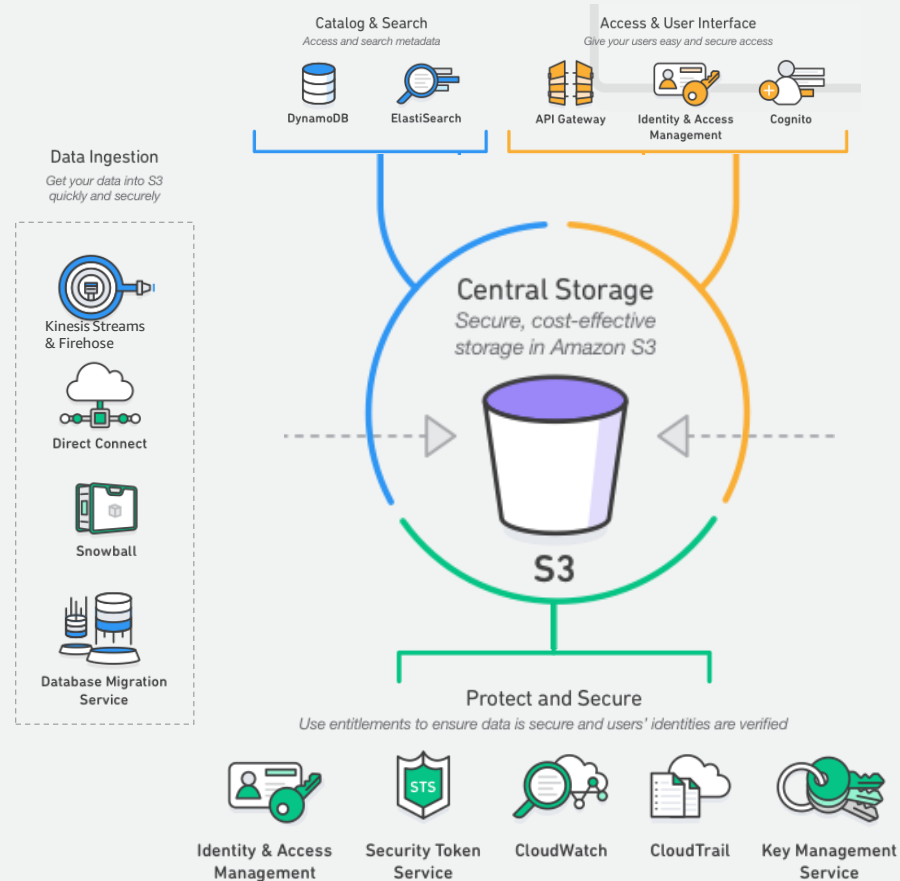 Catalog & Search
Access and search metadata
DynamoDB
ElastiSearch
Access & User Interface
Give your users easy and secure access
API Gateway
Identity & Access
Management
Cognito
Data Ingestion
Get your data into S3
quickly and securely
Kinesis Streams
& Firehose
Direct Connect
Snowball
Database Migration
Service
Central Storage
Secure, cost-effective
storage in Amazon S3
S3
Protect and Secure
Use entitlements to ensure data is secure and users’ identities are verified
Identity & Access
Management
STS
Security Token
Service
CloudWatch
CloudTrail
Key Management
Service